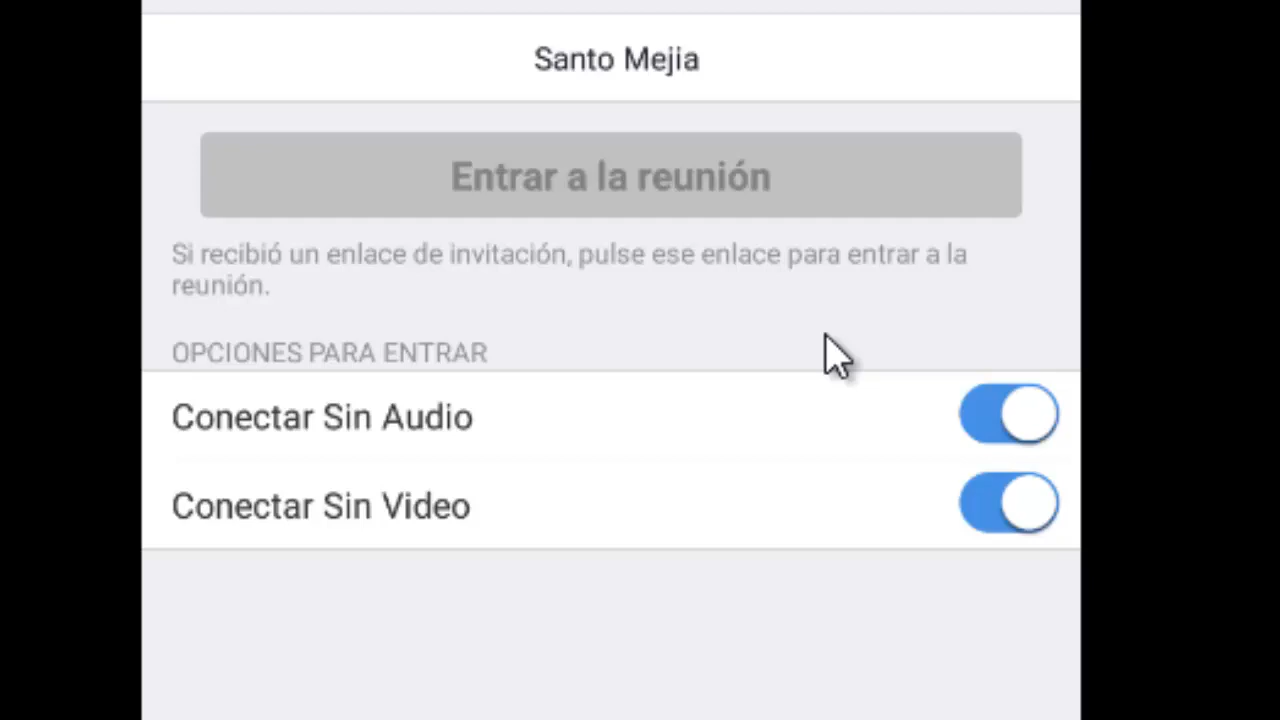 Santo Mejia
Entrar a la reunión
Si recibió un enlace de invitación, pulse ese enlace para entrar a la
reunión.
OPCIONES PARA ENTRAR
Conectar Sin Audio
Conectar Sin Video